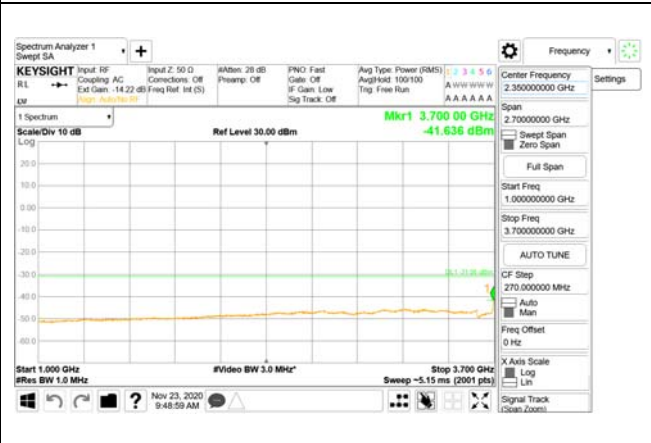 Spectrum Analyzer 1
Swept SA
Frequency
KEYSIGHT
R L
Input: RF
Coupling: AC
Ext Gain: -14.22 dB
Align: Auto/No RF
Input Z: 50 Ω
Corrections: Off
Freq Ref: Int (S)
#Atten: 28 dB
Preamp: Off
PNO: Fast
Gate: Off
IF Gain: Low
Sig Track: Off
Avg Type: Power (RMS)
Avg|Hold: 100/100
Trig: Free Run
1 2 3 4 5 6
A W W W W W
A A A A A A
1 Spectrum
Scale/Div 10 dB
Ref Level 30.00 dBm
Mkr1 3.700 00 GHz
-41.636 dBm
Log
20.0
10.0
0.00
-10.0
-20.0
-30.0
-40.0
-50.0
-60.0
1
Start 1.000 GHz
#Res BW 1.0 MHz
#Video BW 3.0 MHz*
Stop 3.700 GHz
Sweep ~5.15 ms (2001 pts)
Nov 23, 2020
9:48:59 AM
Center Frequency
2.350000000 GHz
Settings
Span
2.70000000 GHz
Swept Span
Zero Span
Full Span
Start Freq
1.000000000 GHz
Stop Freq
3.700000000 GHz
AUTO TUNE
CF Step
270.000000 MHz
Auto
Man
Freq Offset
0 Hz
X Axis Scale
Log
Lin
Signal Track
(Span Zoom)